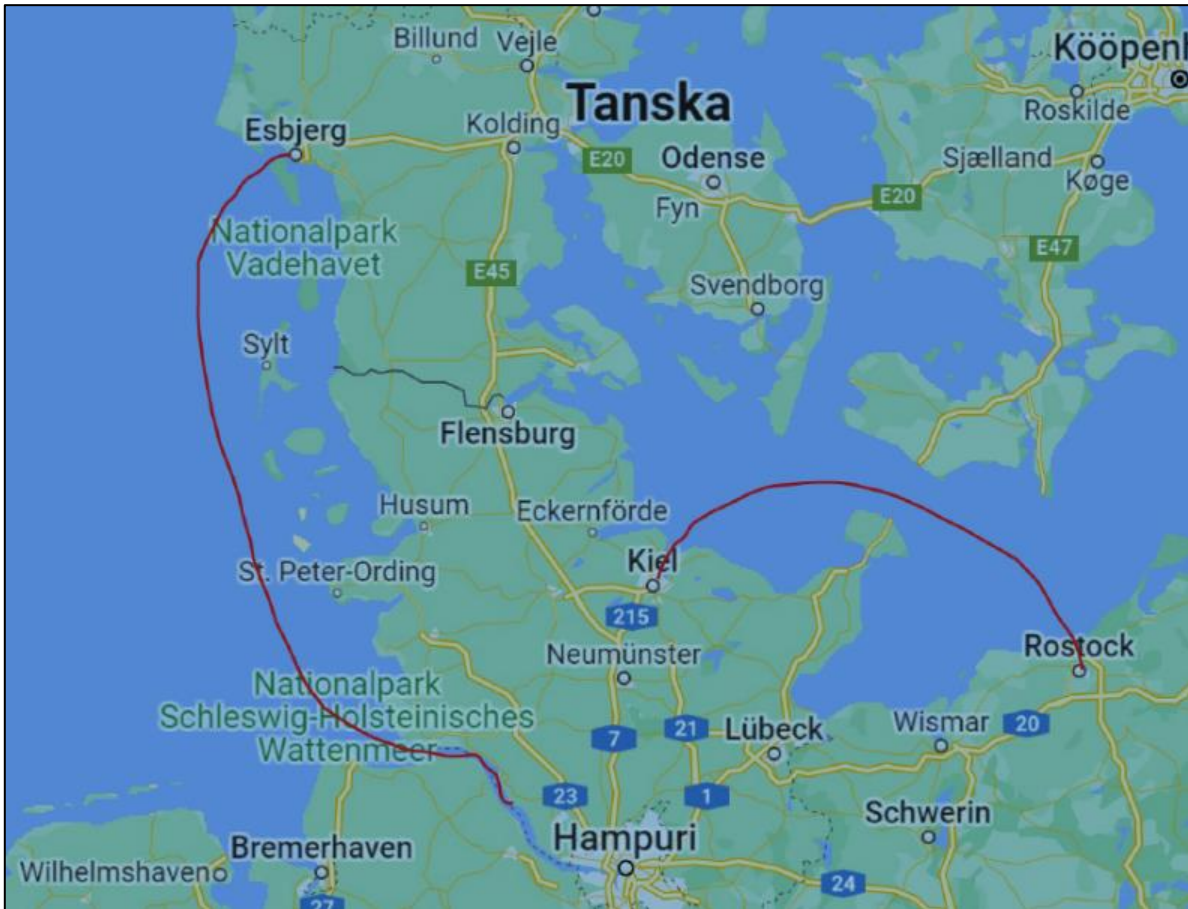 Billund
Vejle
Kööpenh
Tanska
Roskilde
Esbjerg
Kolding
E20
Odense
Sjælland
E20
Køge
Fyn
Nationalpark
Vadehavet
E45
E47
Svendborg
Sylt
Flensburg
Husum
Eckernförde
Kiel
St. Peter-Ording
215
Neumünster
Rostock
Nationalpark
Schleswig-Holsteinisches
Wattenmeer
7
21
Lübeck
Wismar
20
23
1
Schwerin
Hampuri
Bremerhaven
Wilhelmshaven
24
27